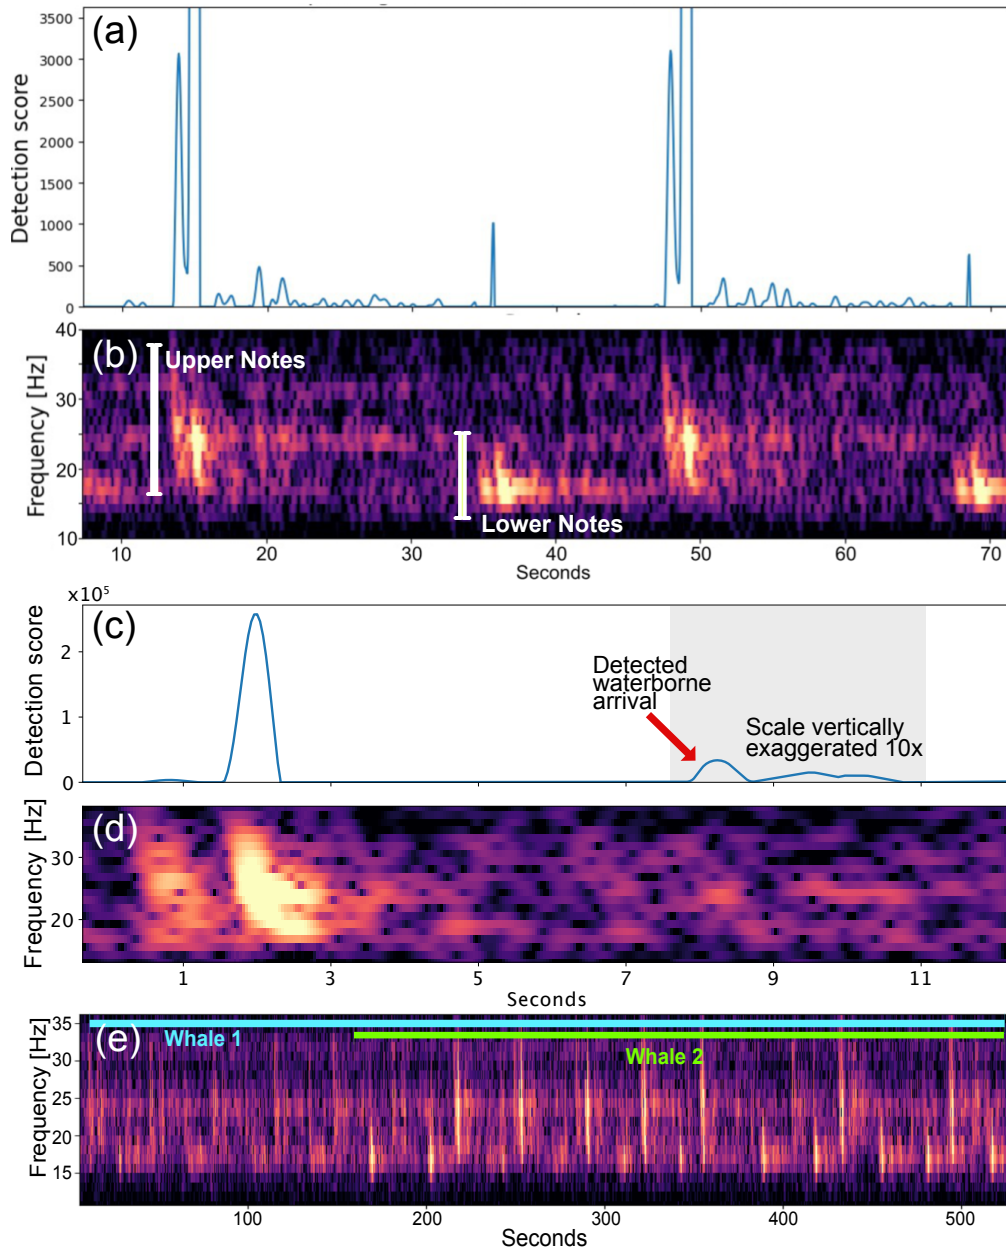 (a)
Detection score
3500
3000
2500
2000
1500
1000
500
0
(b)
Upper Notes
Lower Notes
Frequency [Hz]
40
30
20
10
10 20 30 40 50 60 70
Seconds
x10⁵
(c)
Detection score
2
1
0
Detected
waterborne
arrival
Scale vertically
exaggerated 10x
(d)
Frequency [Hz]
30
20
1 3 5 7 9 11
Seconds
(e)
Whale 1
Whale 2
Frequency [Hz]
35
30
25
20
15
100 200 300 400 500
Seconds